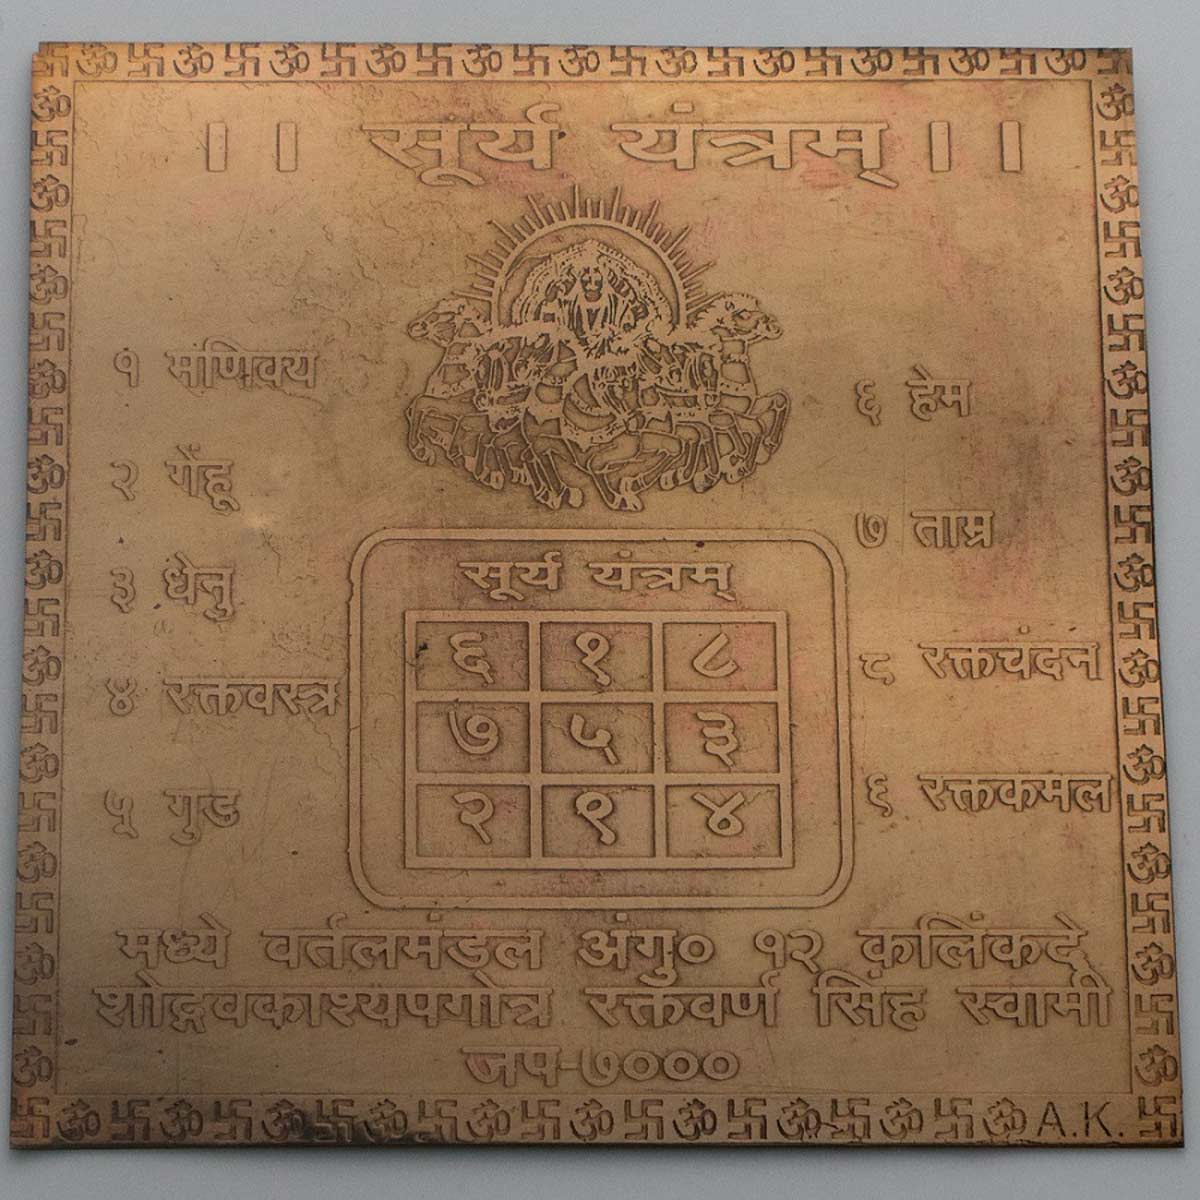 ।। सूर्य यंत्रम् ।।
१ मणिक्य
२ गेंहू
३ धेनु
४ रक्तवस्त्र
५ गुड
६ हेम
७ ताम्र
८ रक्तचंदन
६ रक्तकमल
सूर्य यंत्रम्
६ १ ८
७ ५ ३
२ ९ ४
मध्ये वर्तलमंड्ल अंगु० १२ कलिंकदे
शोद्भवकाश्यपगोत्र रक्तवर्ण सिंह स्वामी
जप-७०००
A.K.